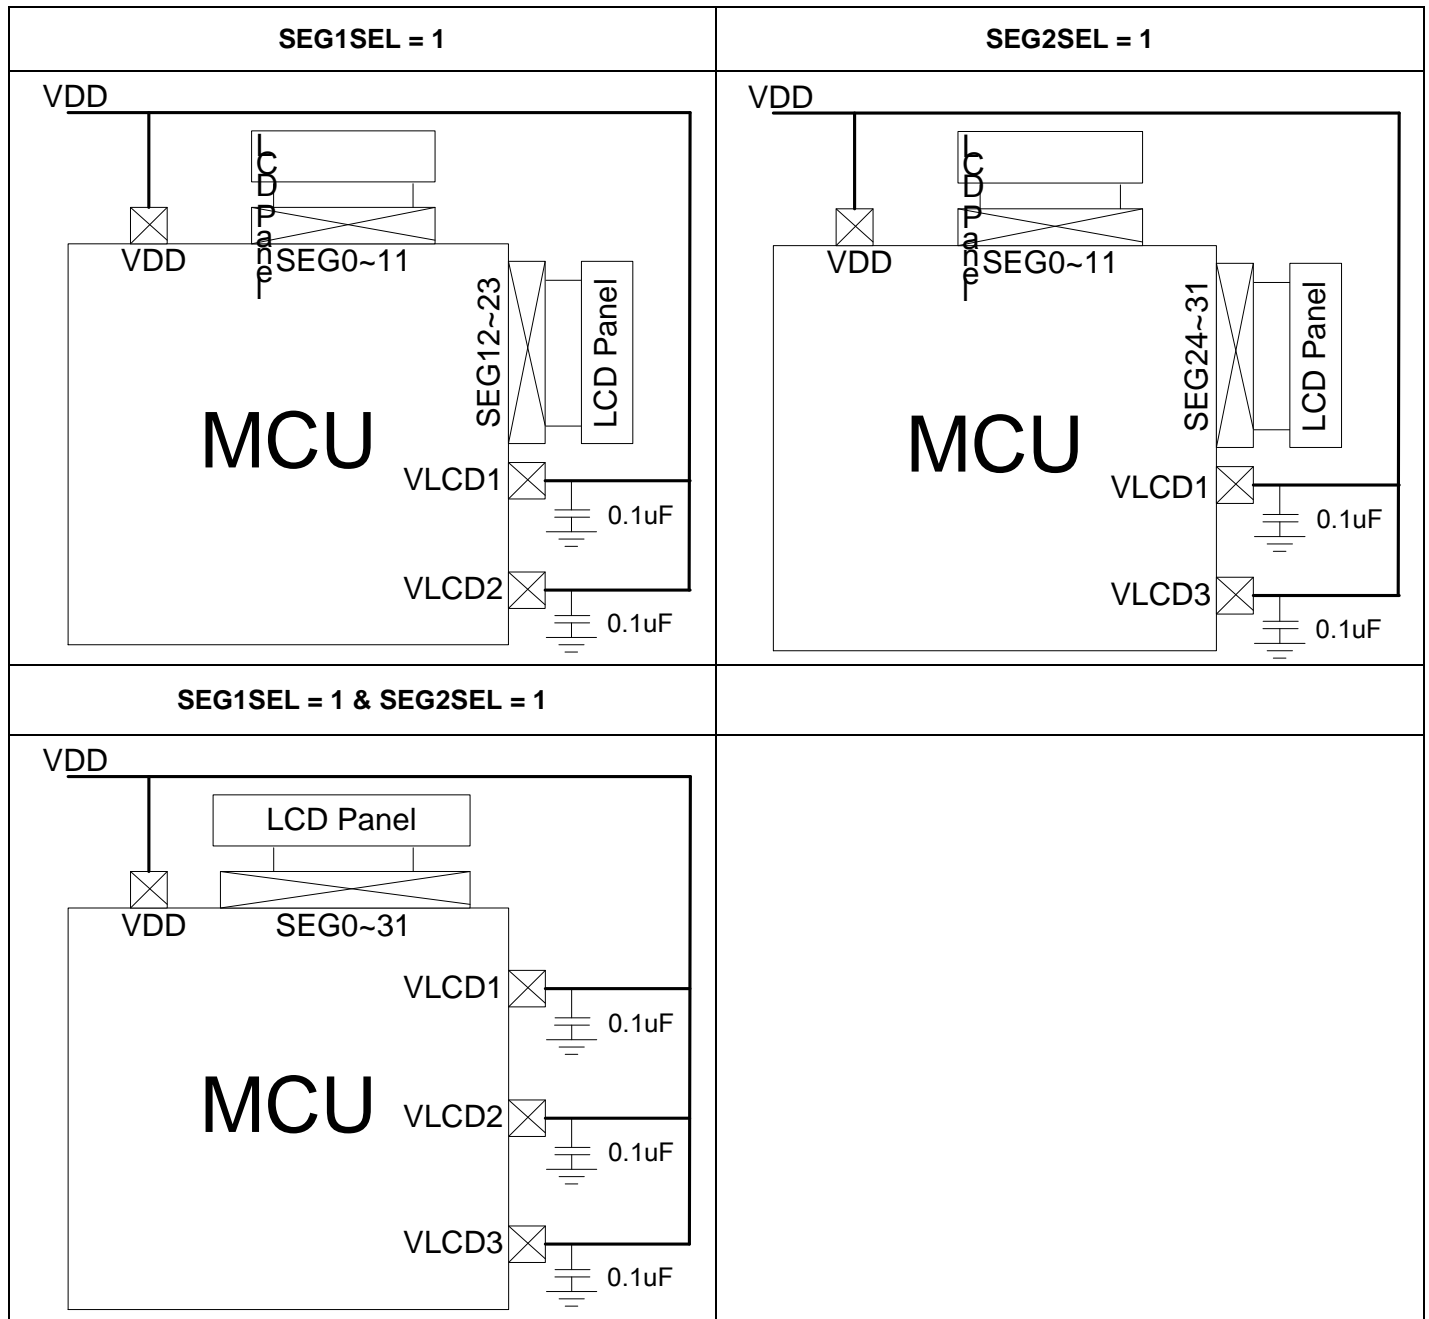 SEG1SEL = 1
SEG2SEL = 1
VDD
LCD Panel
VDD
SEG0~11
SEG12~23
LCD Panel
MCU
VLCD1
0.1uF
VLCD2
0.1uF
VDD
LCD Panel
VDD
SEG0~11
SEG24~31
LCD Panel
MCU
VLCD1
0.1uF
VLCD3
0.1uF
SEG1SEL = 1 & SEG2SEL = 1
VDD
LCD Panel
VDD
SEG0~31
VLCD1
0.1uF
MCU
VLCD2
0.1uF
VLCD3
0.1uF